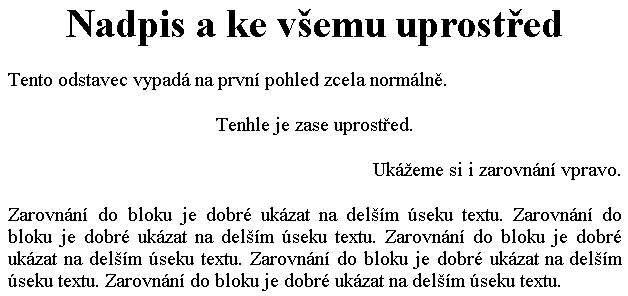 Nadpis a ke všemu uprostřed
Tento odstavec vypadá na první pohled zcela normálně.
Tenhle je zase uprostřed.
Ukážeme si i zarovnání vpravo.
Zarovnání do bloku je dobré ukázat na delším úseku textu. Zarovnání do
bloku je dobré ukázat na delším úseku textu. Zarovnání do bloku je dobré
ukázat na delším úseku textu. Zarovnání do bloku je dobré ukázat na delším
úseku textu. Zarovnání do bloku je dobré ukázat na delším úseku textu.